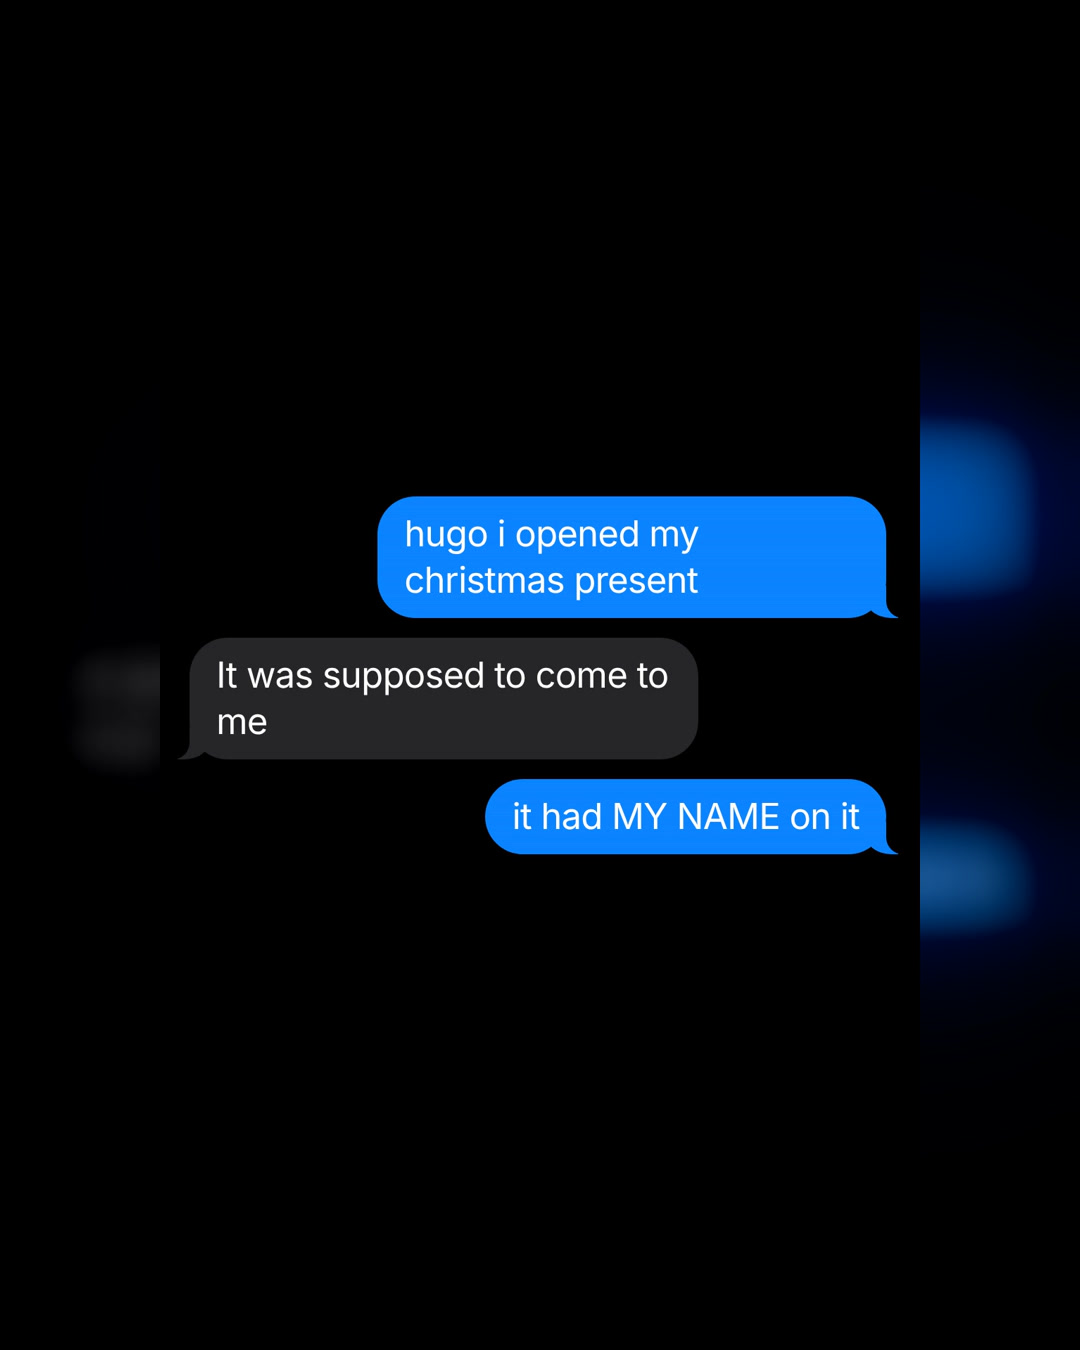 hugo i opened my
christmas present
It was supposed to come to
me
it had MY NAME on it